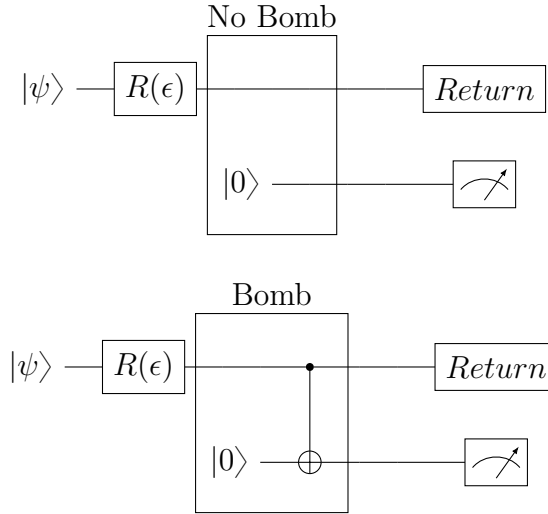 No Bomb
|ψ⟩ R(ϵ) Return
|0⟩
Bomb
|ψ⟩ R(ϵ) Return
|0⟩